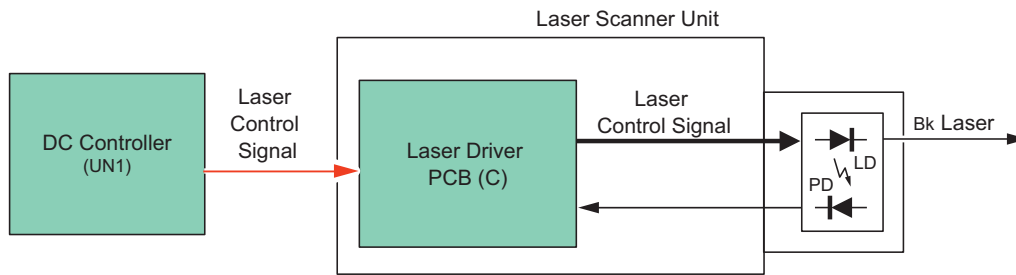 Laser Scanner Unit
DC Controller
(UN1)
Laser
Control
Signal
Laser Driver
PCB (C)
Laser
Control Signal
LD
PD
Bk Laser